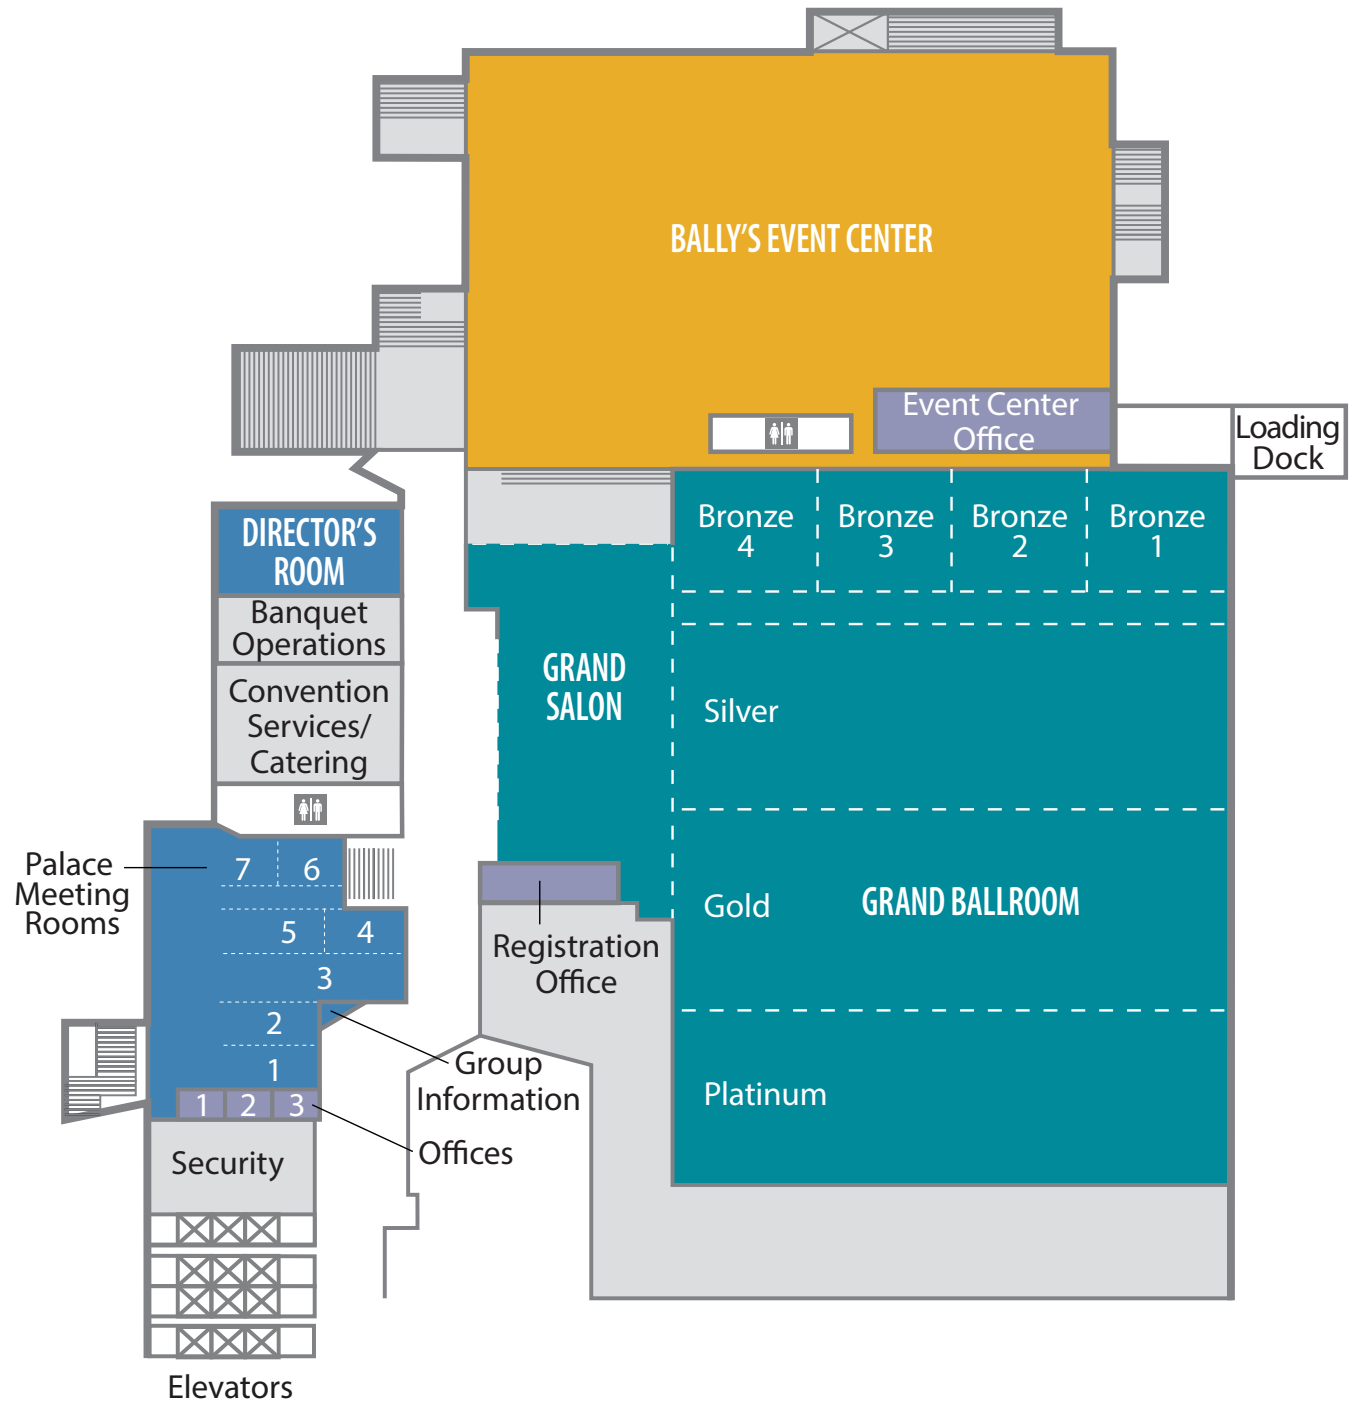 BALLY'S EVENT CENTER
Event Center
Office
Loading
Dock
DIRECTOR'S
ROOM
Banquet
Operations
Convention
Services/
Catering
Bronze
4
Bronze
3
Bronze
2
Bronze
1
GRAND
SALON
Silver
Gold
GRAND BALLROOM
Platinum
Palace
Meeting
Rooms
7
6
5
4
3
2
1
Registration
Office
Group
Information
1
2
3
Offices
Security
Elevators